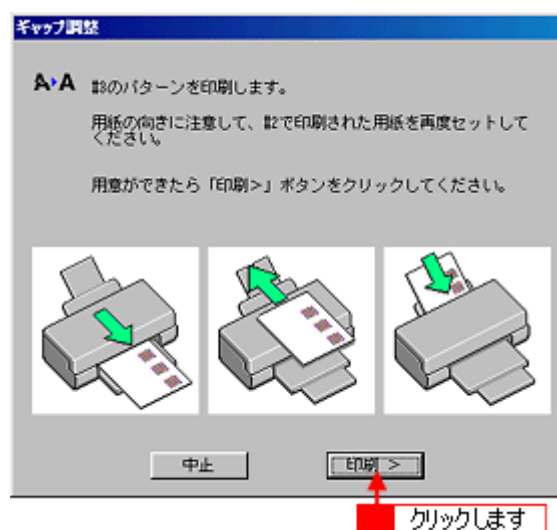 ギャップ調整
A▸A #3のパターンを印刷します。
用紙の向きに注意して、#2で印刷された用紙を再度セットして
ください。
用意ができたら「印刷>」ボタンをクリックしてください。
中止
印刷 >
クリックします